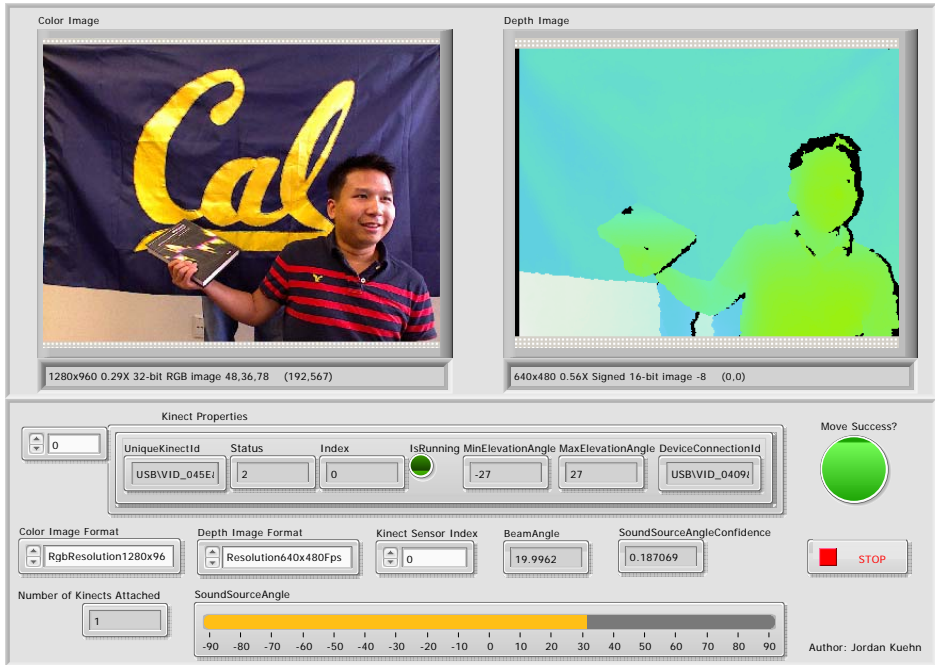 Color Image
Depth Image
Cal
1280x960 0.29X 32-bit RGB image 48,36,78 (192,567)
640x480 0.56X Signed 16-bit image -8 (0,0)
Kinect Properties
0
UniqueKinectId
Status
Index
IsRunning
MinElevationAngle
MaxElevationAngle
DeviceConnectionId
USB\VID_045E
2
0
-27
27
USB\VID_0409
Move Success?
Color Image Format
Depth Image Format
Kinect Sensor Index
BeamAngle
SoundSourceAngleConfidence
RgbResolution1280x96
Resolution640x480Fps
0
19.9962
0.187069
STOP
Number of Kinects Attached
1
SoundSourceAngle
-90 -80 -70 -60 -50 -40 -30 -20 -10 0 10 20 30 40 50 60 70 80 90
Author: Jordan Kuehn